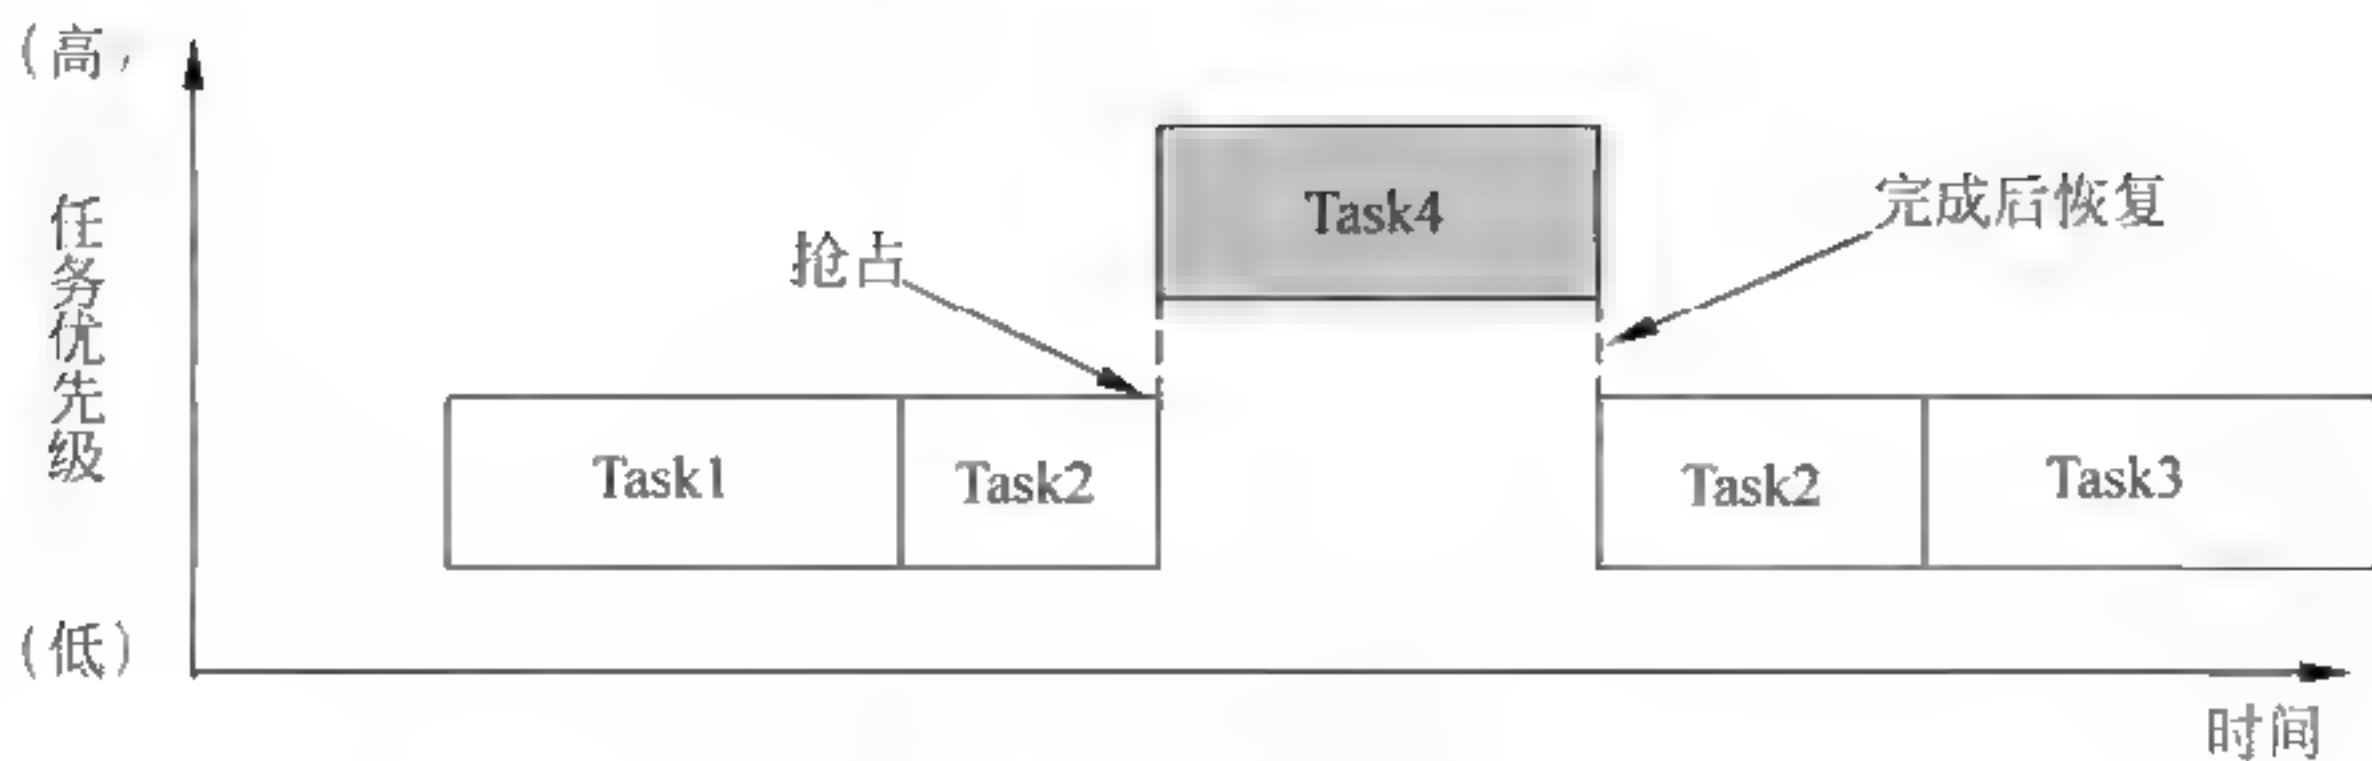 (高)
任务优先级
抢占
Task4
完成后恢复
Task1
Task2
Task2
Task3
(低)
时间